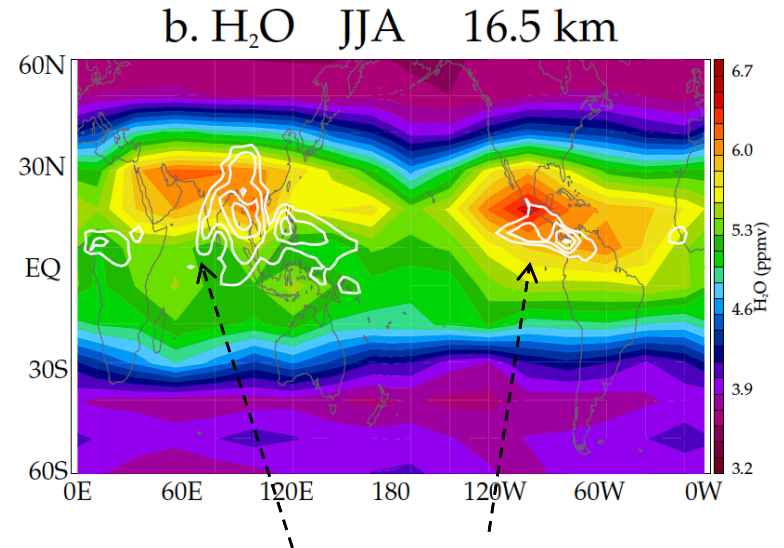 b. H₂O JJA 16.5 km
60N
30N
EQ
30S
60S
0E 60E 120E 180 120W 60W 0W
6.7
6.0
5.3
4.6
3.9
3.2
H₂O (ppmv)